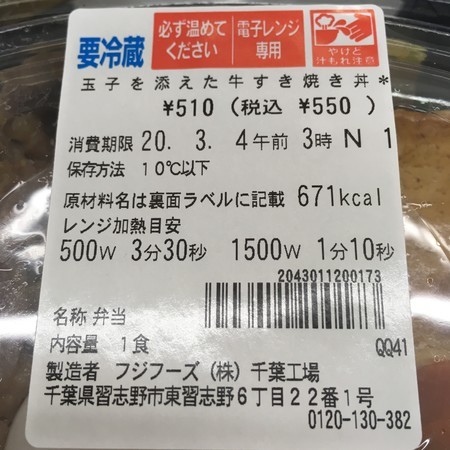 要冷蔵
必ず温めて
ください
電子レンジ
専用
やけど
汁もれ注意
玉子を添えた牛すき焼き丼*
¥510(税込 ¥550)
消費期限 20. 3. 4午前 3時 N 1
保存方法 10℃以下
原材料名は裏面ラベルに記載 671kcal
レンジ加熱目安
500W 3分30秒 1500W 1分10秒
2043011200173
名称 弁当
内容量 1食
QQ41
製造者 フジフーズ(株)千葉工場
千葉県習志野市東習志野6丁目22番1号
0120-130-382